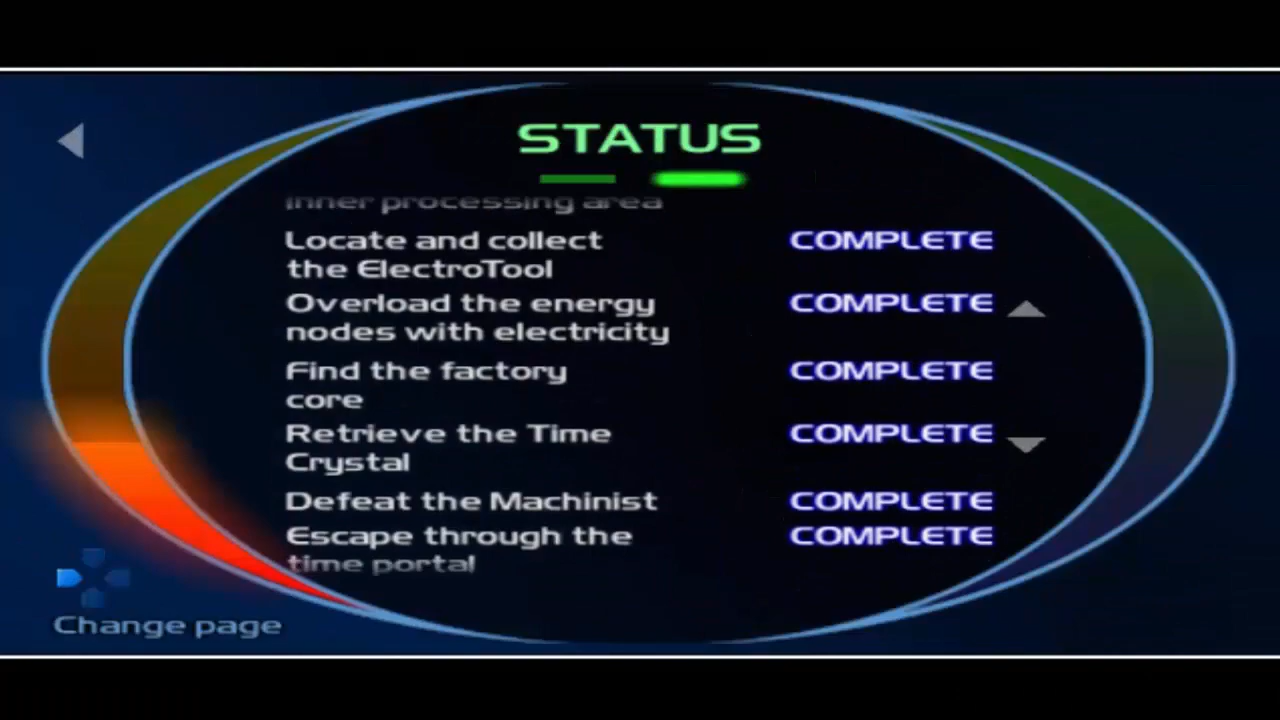 STATUS
inner processing area
Locate and collect COMPLETE
the ElectroTool
Overload the energy COMPLETE
nodes with electricity
Find the factory COMPLETE
core
Retrieve the Time COMPLETE
Crystal
Defeat the Machinist COMPLETE
Escape through the COMPLETE
time portal
Change page